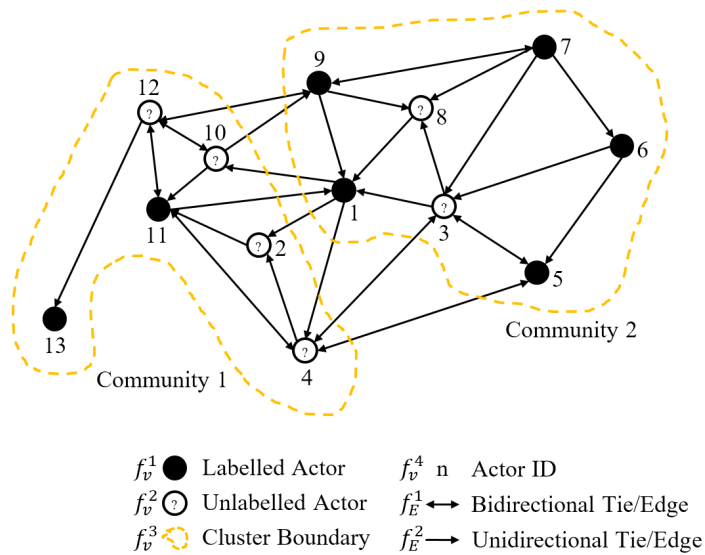 7
9
12
?
?
8
10
?
6
1
?
3
11
?
2
5
13
?
4
Community 2
Community 1
f_v^1 Labelled Actor
f_v^4 n Actor ID
f_v^2 ? Unlabelled Actor
f_E^1 Bidirectional Tie/Edge
f_v^3 ? Cluster Boundary
f_E^2 Unidirectional Tie/Edge